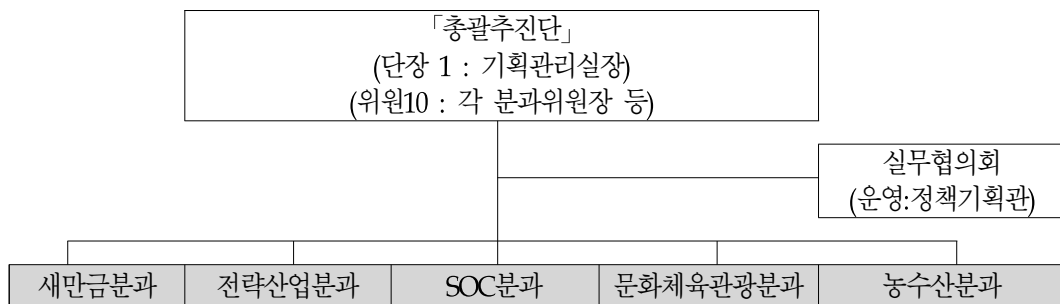 「총괄추진단」
(단장 1 : 기획관리실장)
(위원10 : 각 분과위원장 등)
실무협의회
(운영:정책기획관)
새만금분과 전략산업분과 SOC분과 문화체육관광분과 농수산분과